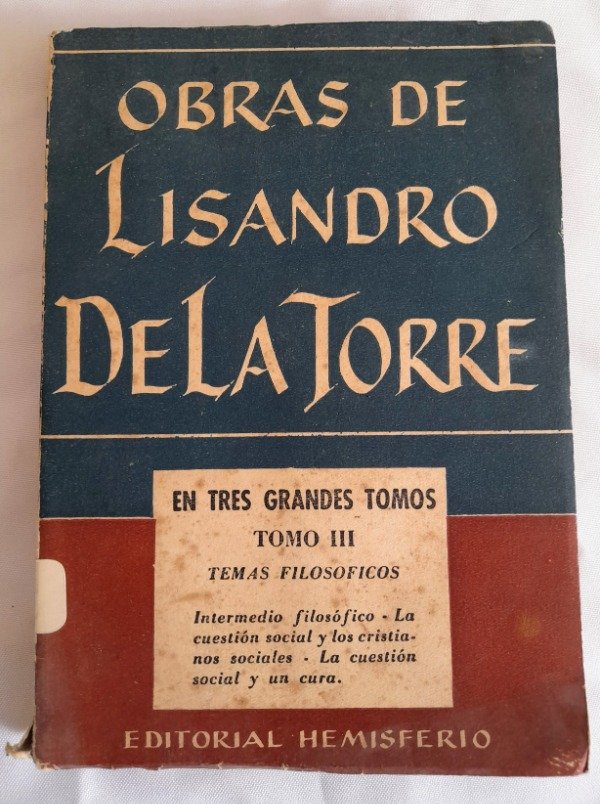 OBRAS DE
LISANDRO
DE LA TORRE
EN TRES GRANDES TOMOS
TOMO III
TEMAS FILOSOFICOS
Intermedio filosófico - La
cuestión social y los cristia-
nos sociales - La cuestión
social y un cura.
EDITORIAL HEMISFERIO